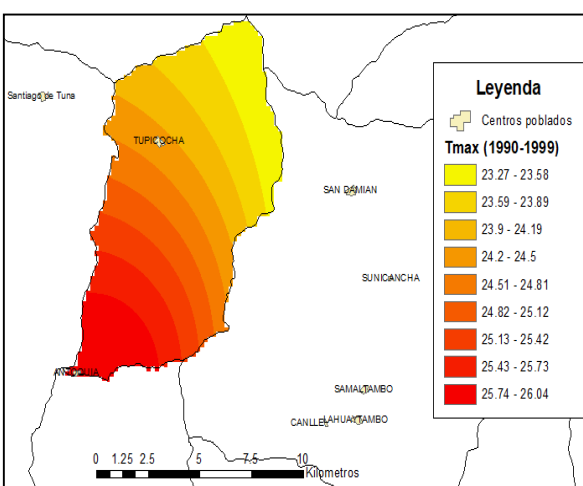 Leyenda
Centros poblados
Tmax (1990-1999)
23.27 - 23.58
23.59 - 23.89
23.9 - 24.19
24.2 - 24.5
24.51 - 24.81
24.82 - 25.12
25.13 - 25.42
25.43 - 25.73
25.74 - 26.04
Santiago de Tuna
TUPICOCHA
SAN DAMIAN
SUNICANCHA
ANTIOQUIA
SAMALTAMBO
CANLLE
LAHUAYTAMBO
0 1.25 2.5 5 7.5 10
Kilometros